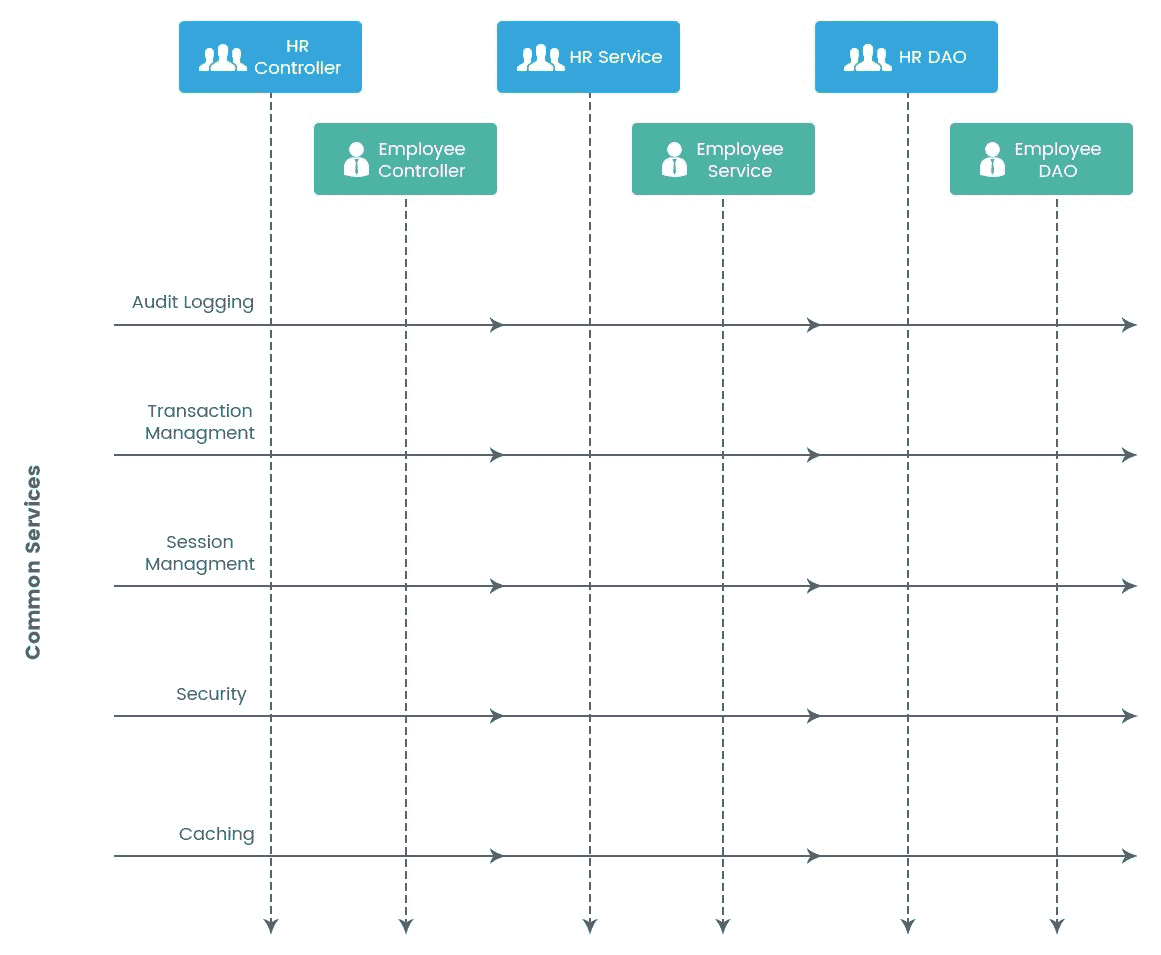 HR
Controller
HR Service
HR DAO
Employee
Controller
Employee
Service
Employee
DAO
Audit Logging
Transaction
Managment
Session
Managment
Security
Caching
Common Services